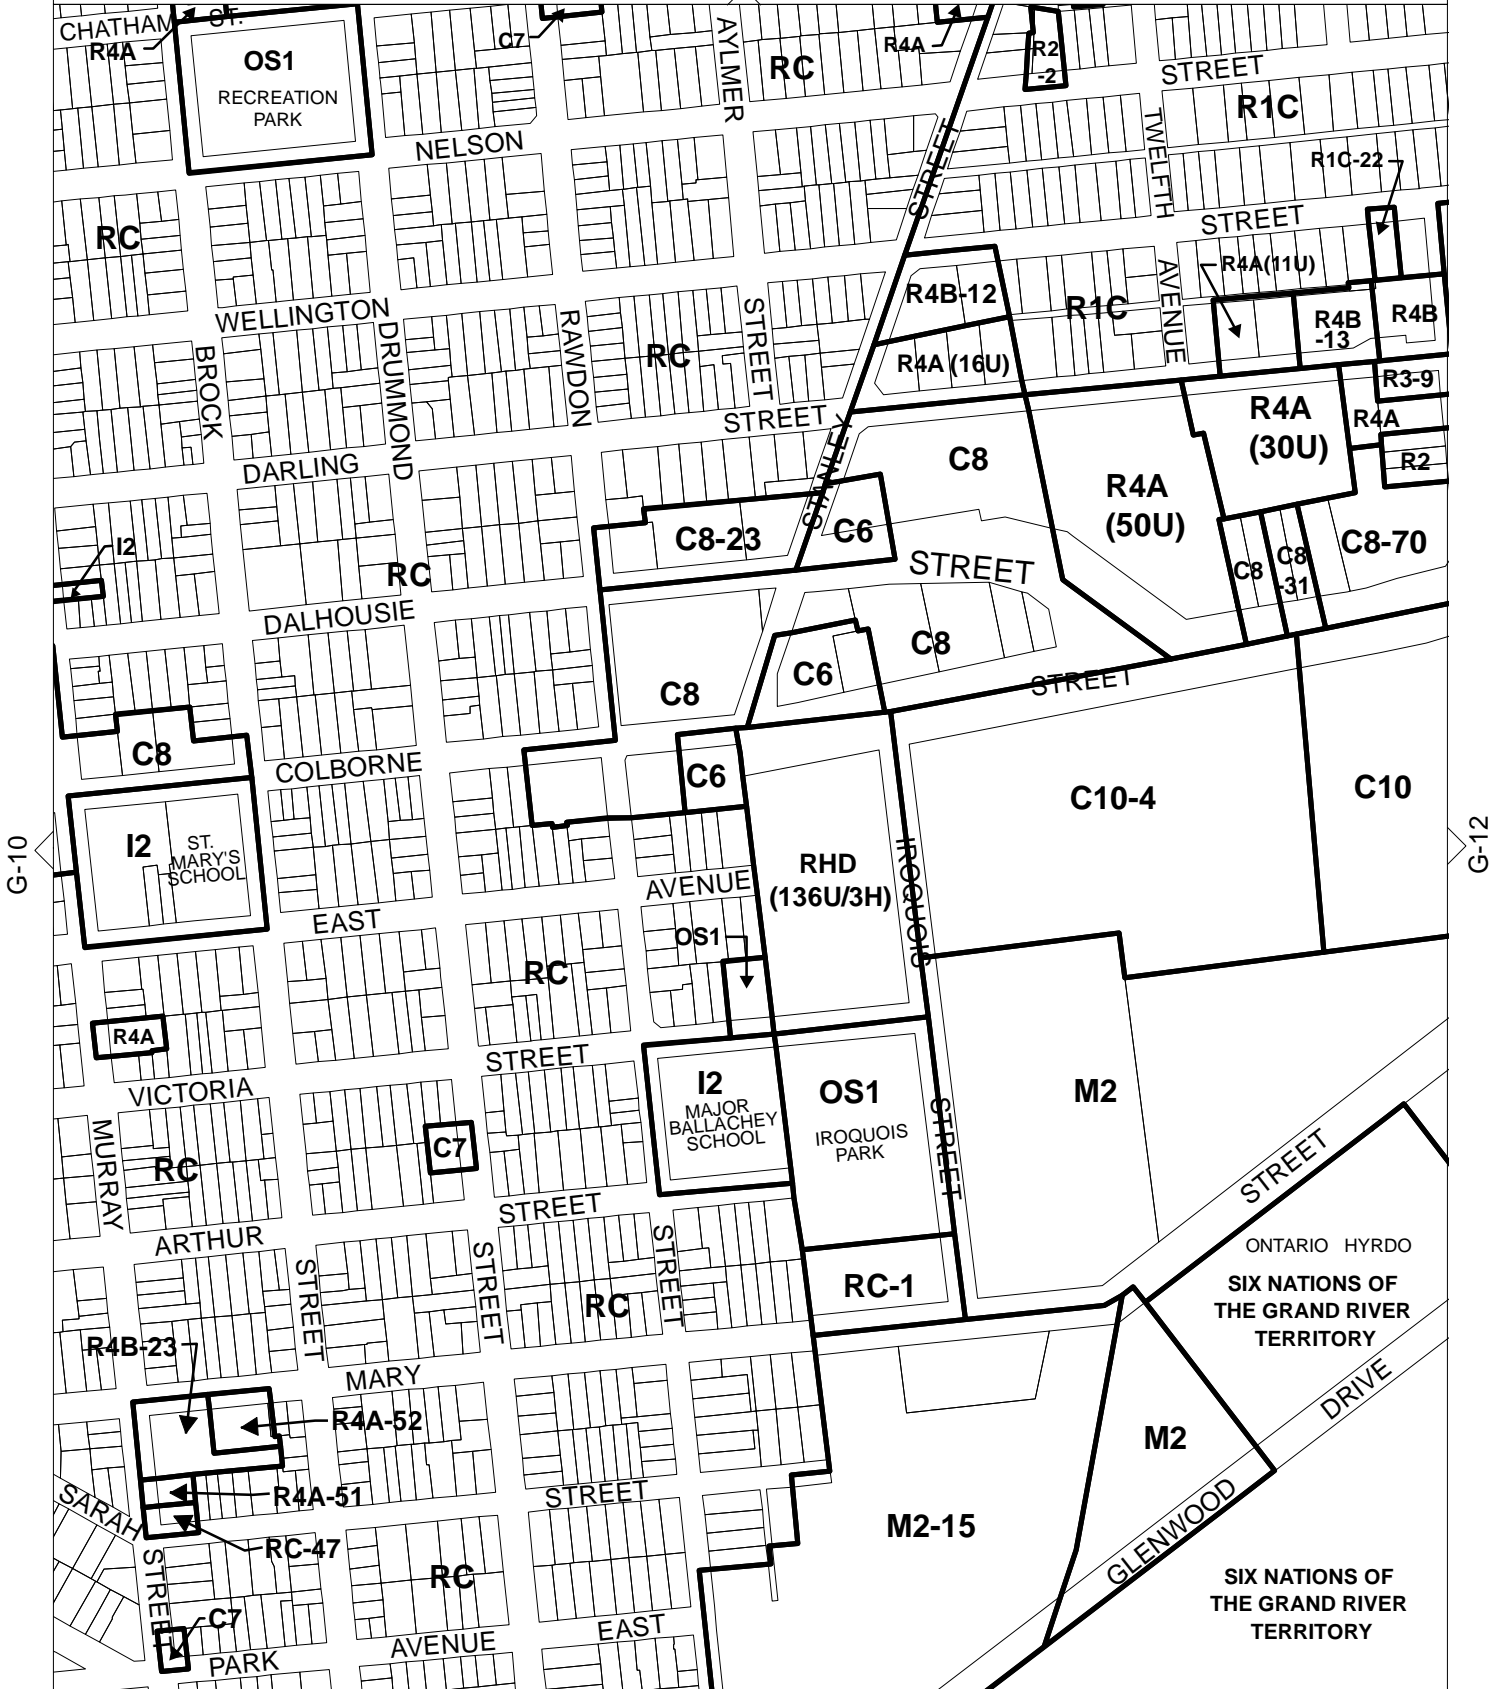 CHATHAM ST.
R4A
C7
R4A
R2
-2
STREET
OS1
RECREATION
PARK
AYLMER
RC
R1C
NELSON
STREET
TWELFTH
R1C-22
RC
STREET
R4A(11U)
R4B-12
R1C
AVENUE
R4B
-13
R4B
WELLINGTON
BROCK
DRUMMOND
RAWDON
RC
STREET
R4A (16U)
R3-9
R4A
(30U)
R4A
STREET
STANLEY
DARLING
C8
R2
R4A
(50U)
C8-23
C6
C8-70
I2
RC
STREET
C8
C8
-31
DALHOUSIE
C8
C6
C8
STREET
C8
COLBORNE
C6
C10-4
C10
G-10
G-12
I2
ST.
MARY'S
SCHOOL
RHD
(136U/3H)
IROQUOIS
AVENUE
EAST
OS1
RC
R4A
STREET
VICTORIA
I2
MAJOR
BALLACHEY
SCHOOL
OS1
IROQUOIS
PARK
M2
STREET
MURRAY
RC
C7
STREET
STREET
ARTHUR
STREET
STREET
STREET
ONTARIO HYRDO
SIX NATIONS OF
THE GRAND RIVER
TERRITORY
RC-1
RC
R4B-23
MARY
DRIVE
R4A-52
M2
R4A-51
STREET
SARAH
GLENWOOD
M2-15
RC-47
STREET
RC
SIX NATIONS OF
THE GRAND RIVER
TERRITORY
C7
EAST
AVENUE
PARK